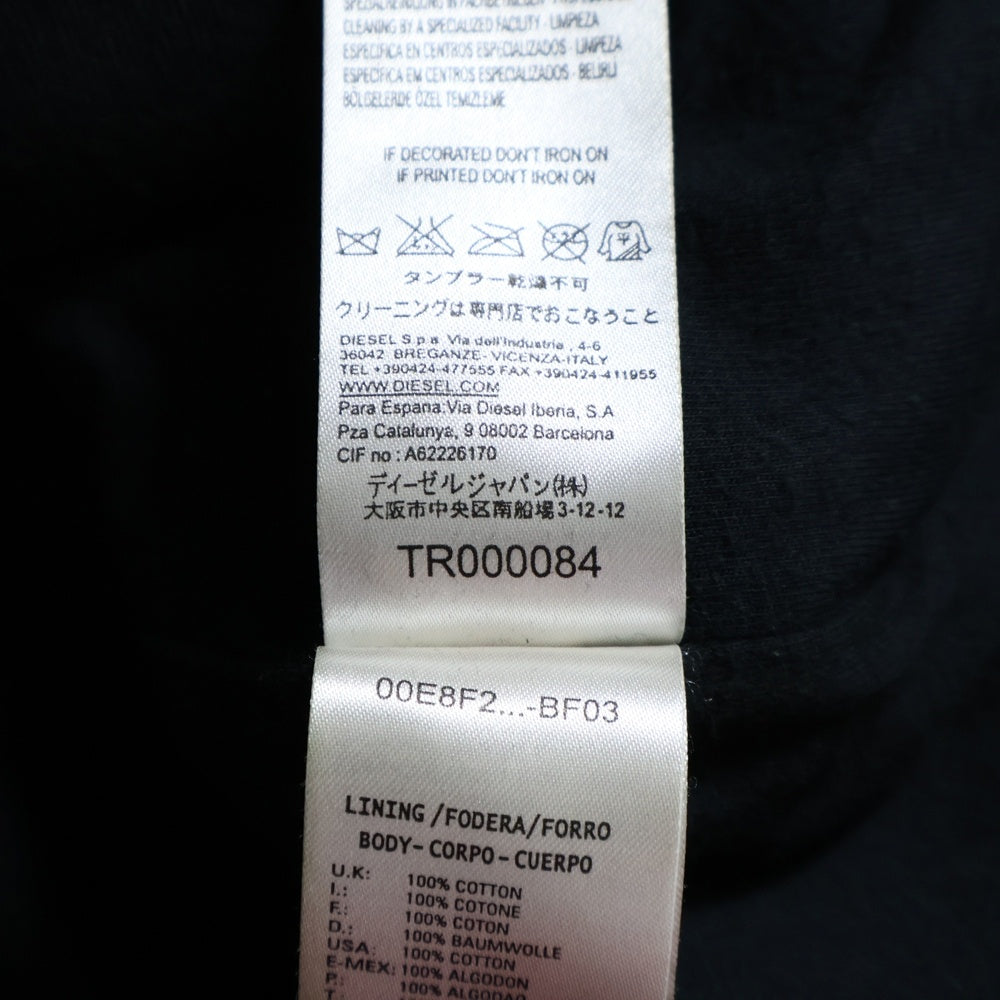 CLEANING BY A SPECIALIZED FACILITY - LIMPIEZA
ESPECIFICA EN CENTROS ESPECIALIZADOS - LIMPEZA
ESPECIFICA EM CENTROS ESPECIALIZADOS - BELIRLI
BÖLGELERDE ÖZEL TEMIZLEME
IF DECORATED DON'T IRON ON
IF PRINTED DON'T IRON ON
平
タンブラー乾燥不可
クリーニングは専門店でおこなうこと
DIESEL S.p.a. Via dell'Industria , 4-6
36042 BREGANZE- VICENZA-ITALY
TEL +390424-477555 FAX +390424-411955
WWW.DIESEL.COM
Para Espana:Via Diesel Iberia, S.A
Pza Catalunya, 9 08002 Barcelona
CIF no : A62226170
ディーゼルジャパン(株)
大阪市中央区南船場3-12-12
TR000084
00E8F2...-BF03
LINING/FODERA/FORRO
BODY-CORPO-CUERPO
U.K: 100% COTTON
I.: 100% COTONE
F.: 100% COTON
D.: 100% BAUMWOLLE
USA: 100% COTTON
E-MEX: 100% ALGODON
P.: 100% ALGODAO
T.